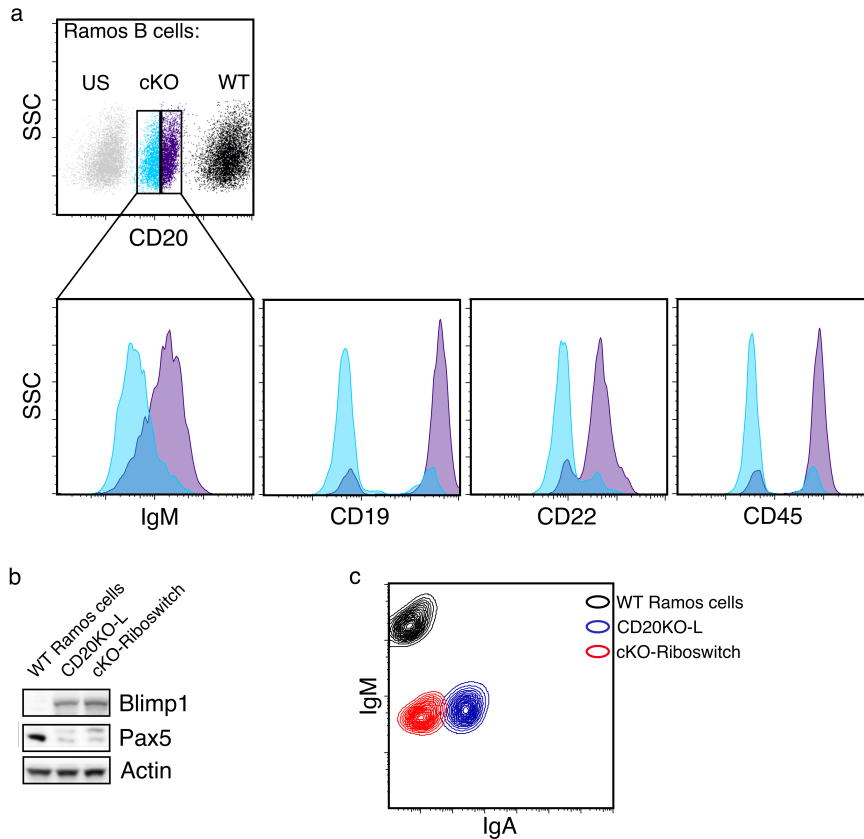 a
Ramos B cells:
US cKO WT
SSC
CD20
SSC
IgM CD19 CD22 CD45
b
WT Ramos cells
CD20KO-L
cKO-Riboswitch
Blimp1
Pax5
Actin
c
WT Ramos cells
CD20KO-L
cKO-Riboswitch
IgM
IgA